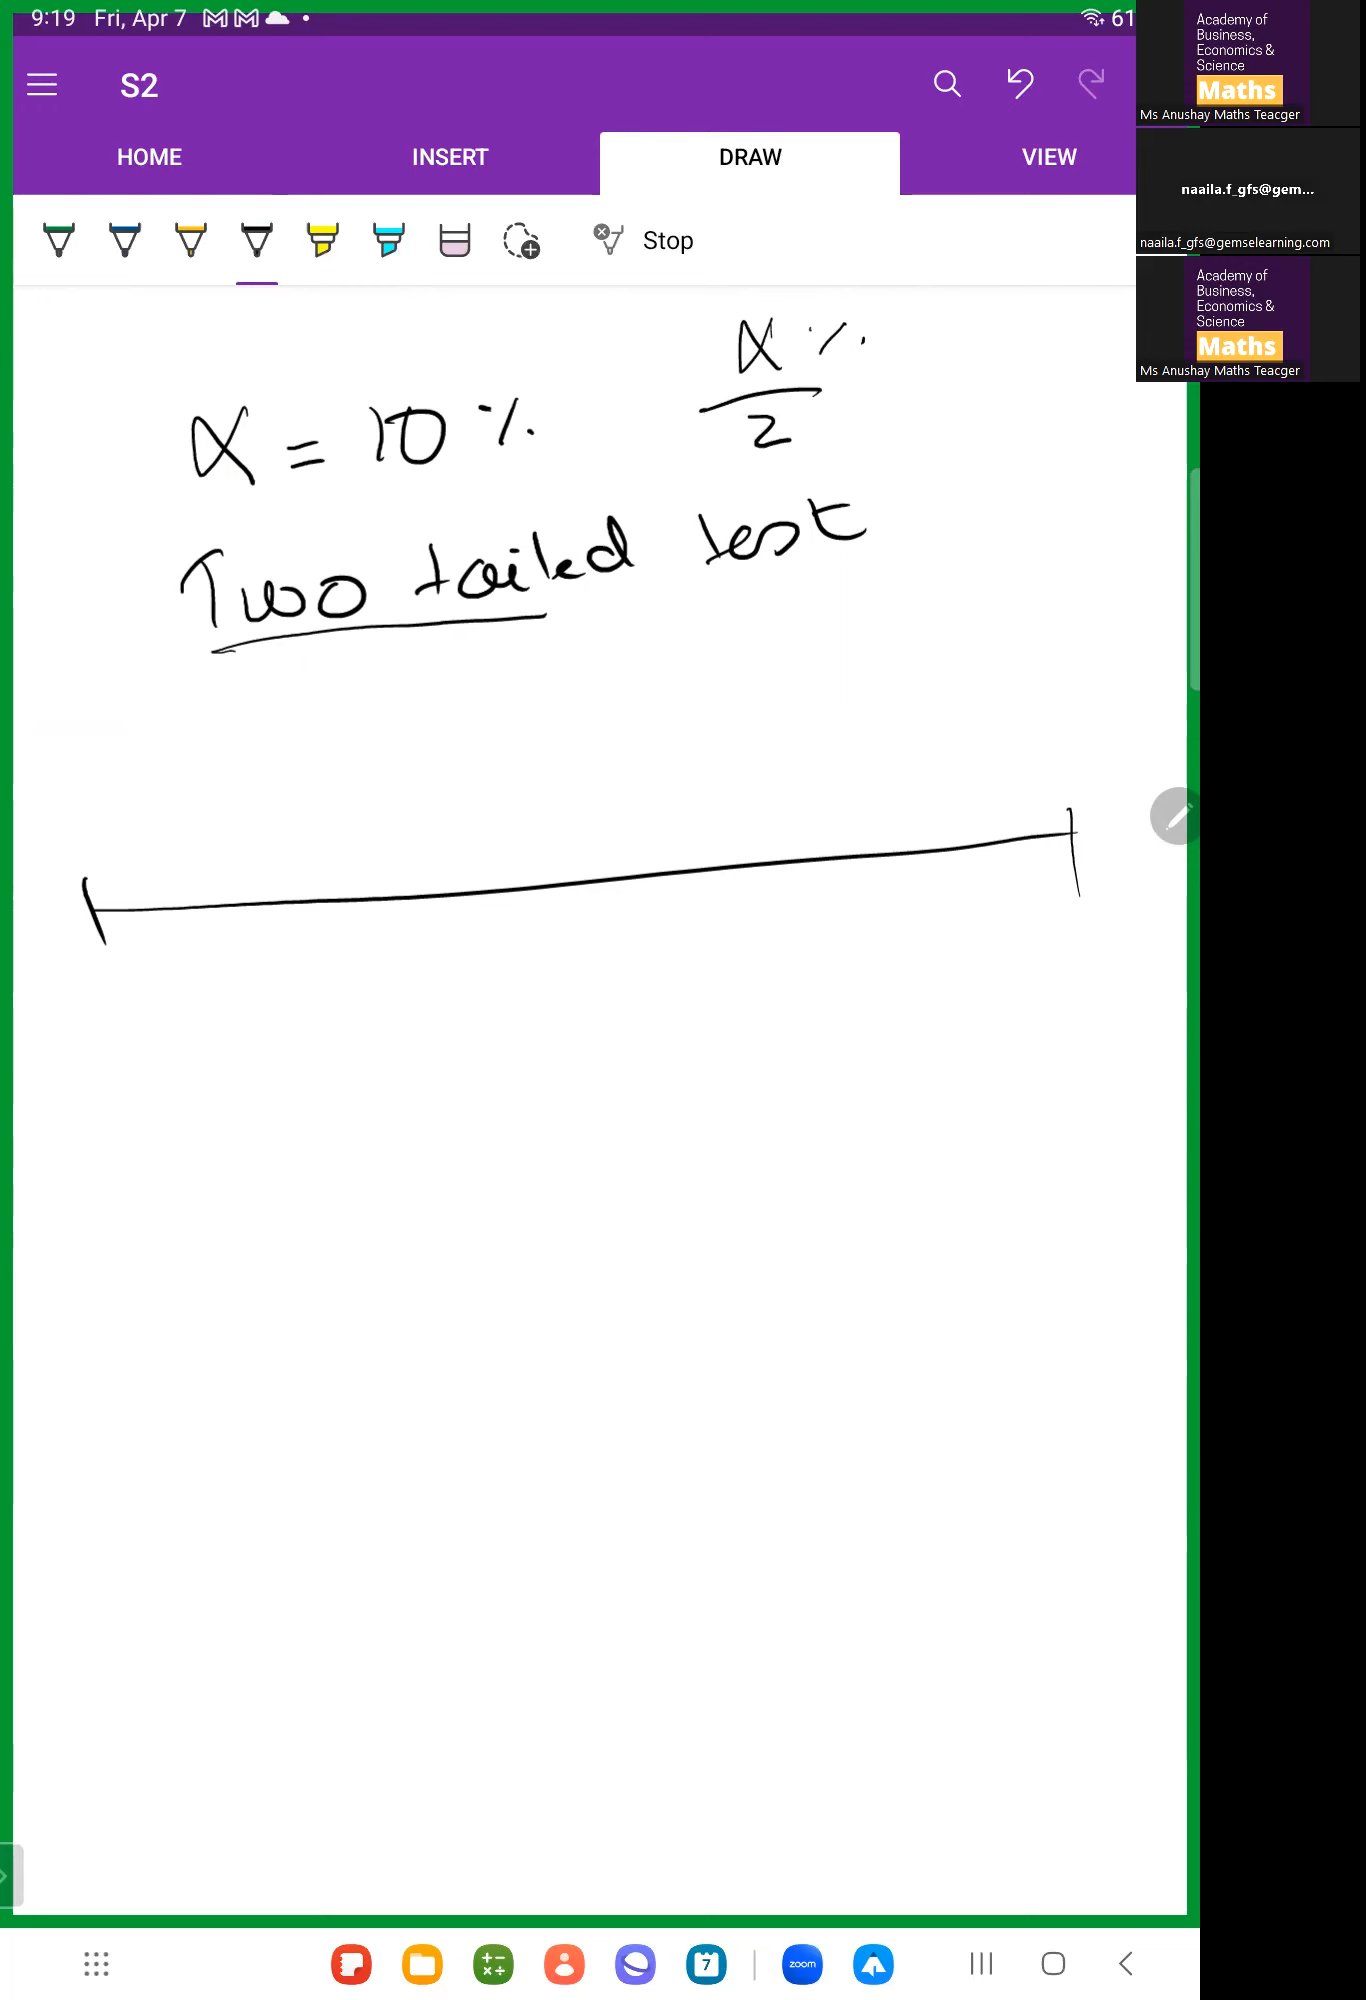 9:19 Fri, Apr 7
61
S2
HOME INSERT DRAW VIEW
Stop
Academy of
Business,
Economics &
Science
Maths
Ms Anushay Maths Teacger
naaila.f_gfs@gem...
naaila.f_gfs@gemselearning.com
Academy of
Business,
Economics &
Science
Maths
Ms Anushay Maths Teacger
α %
2
α = 10 %
Two tailed test
7
zoom